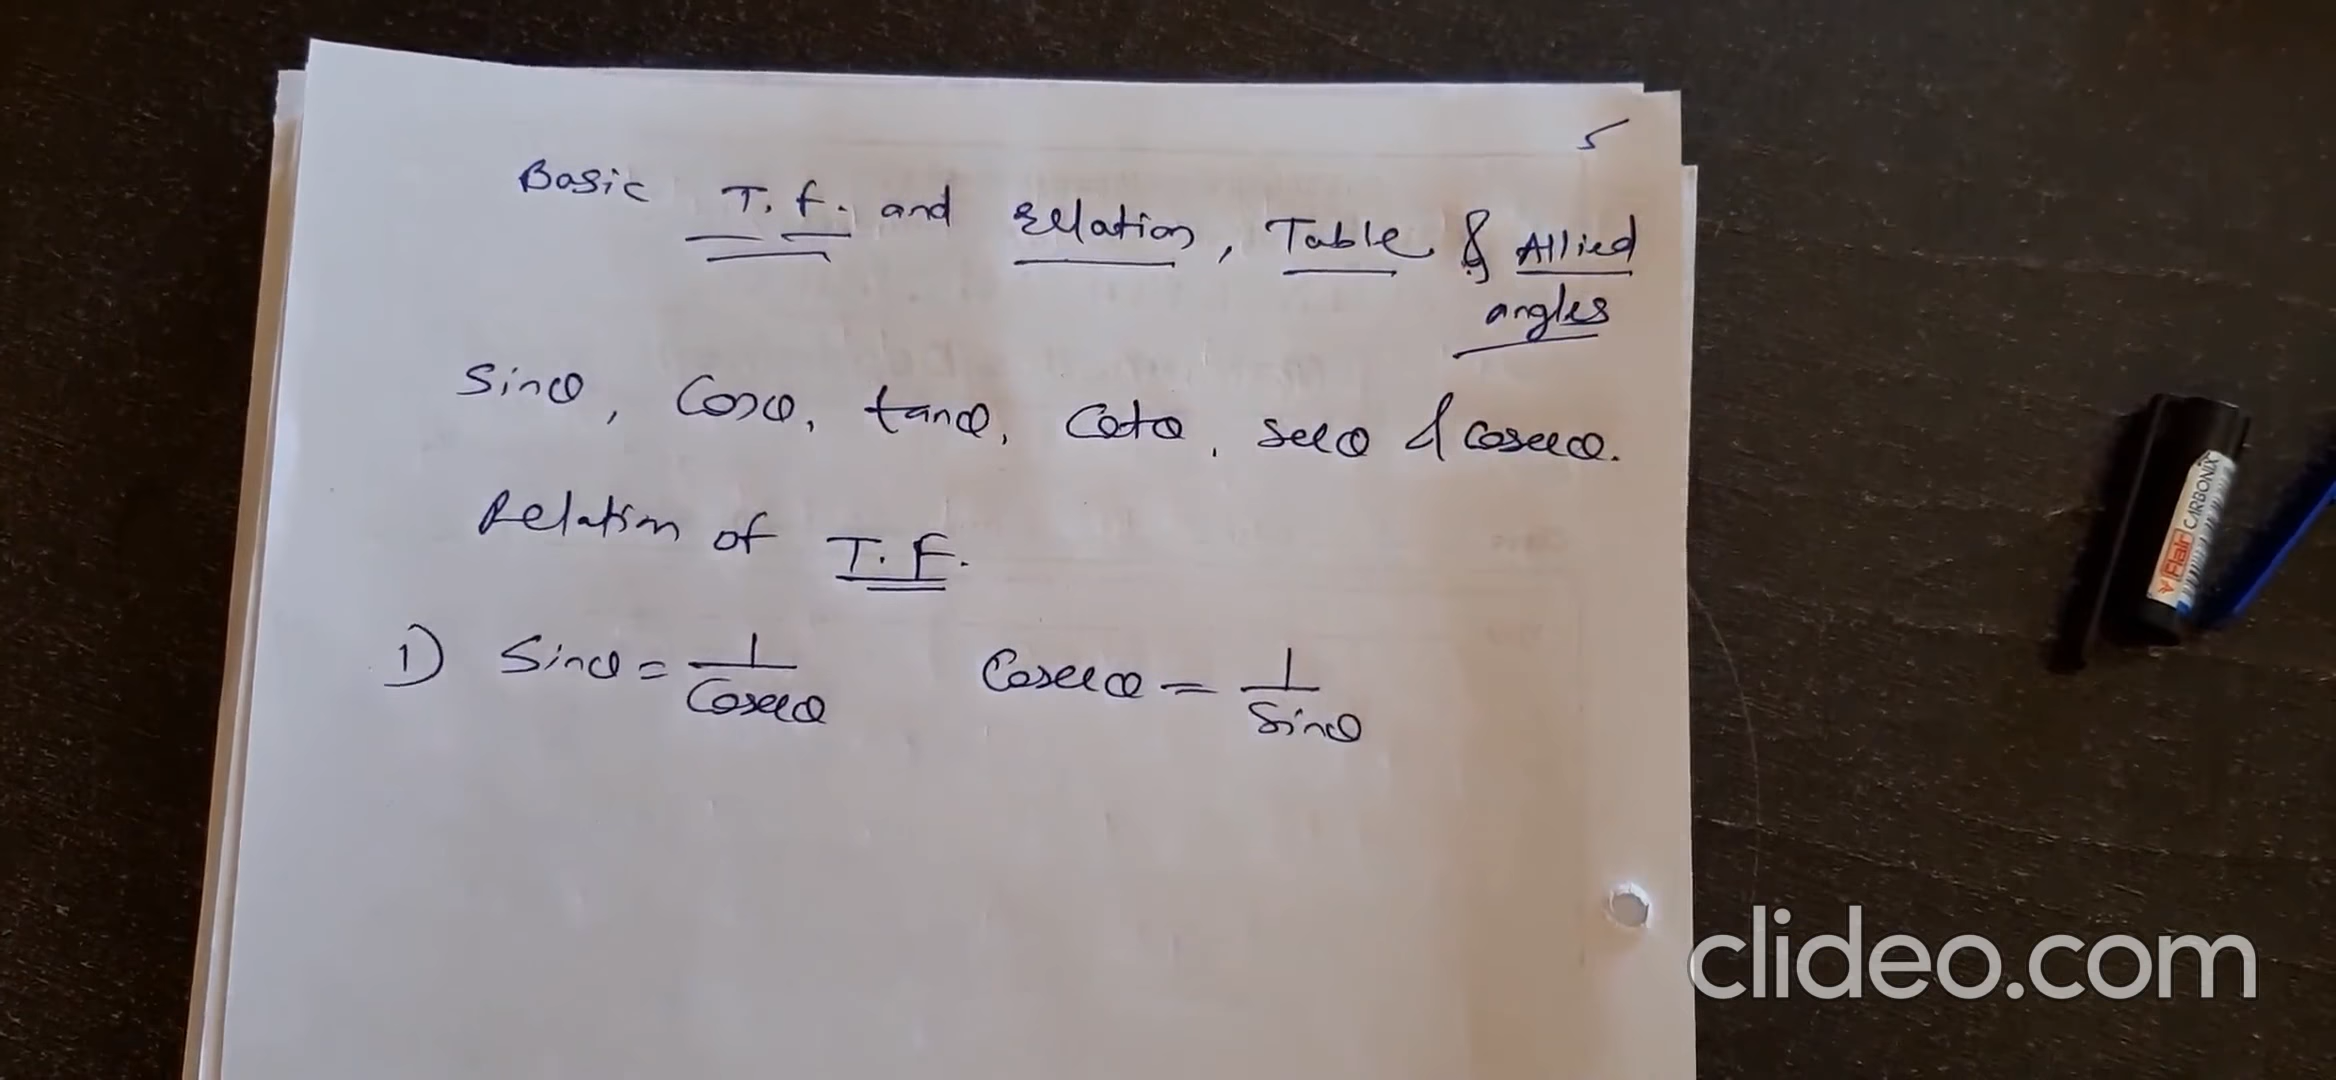 5
Basic T.F. and relation, Table & Allied
angles
Sinθ, Cosθ, tanθ, Cotθ, secθ & Cosecθ.
Relation of T.F.
1) Sinθ = 1/Cosecθ Cosecθ = 1/Sinθ
Flair CARBONIX
clideo.com